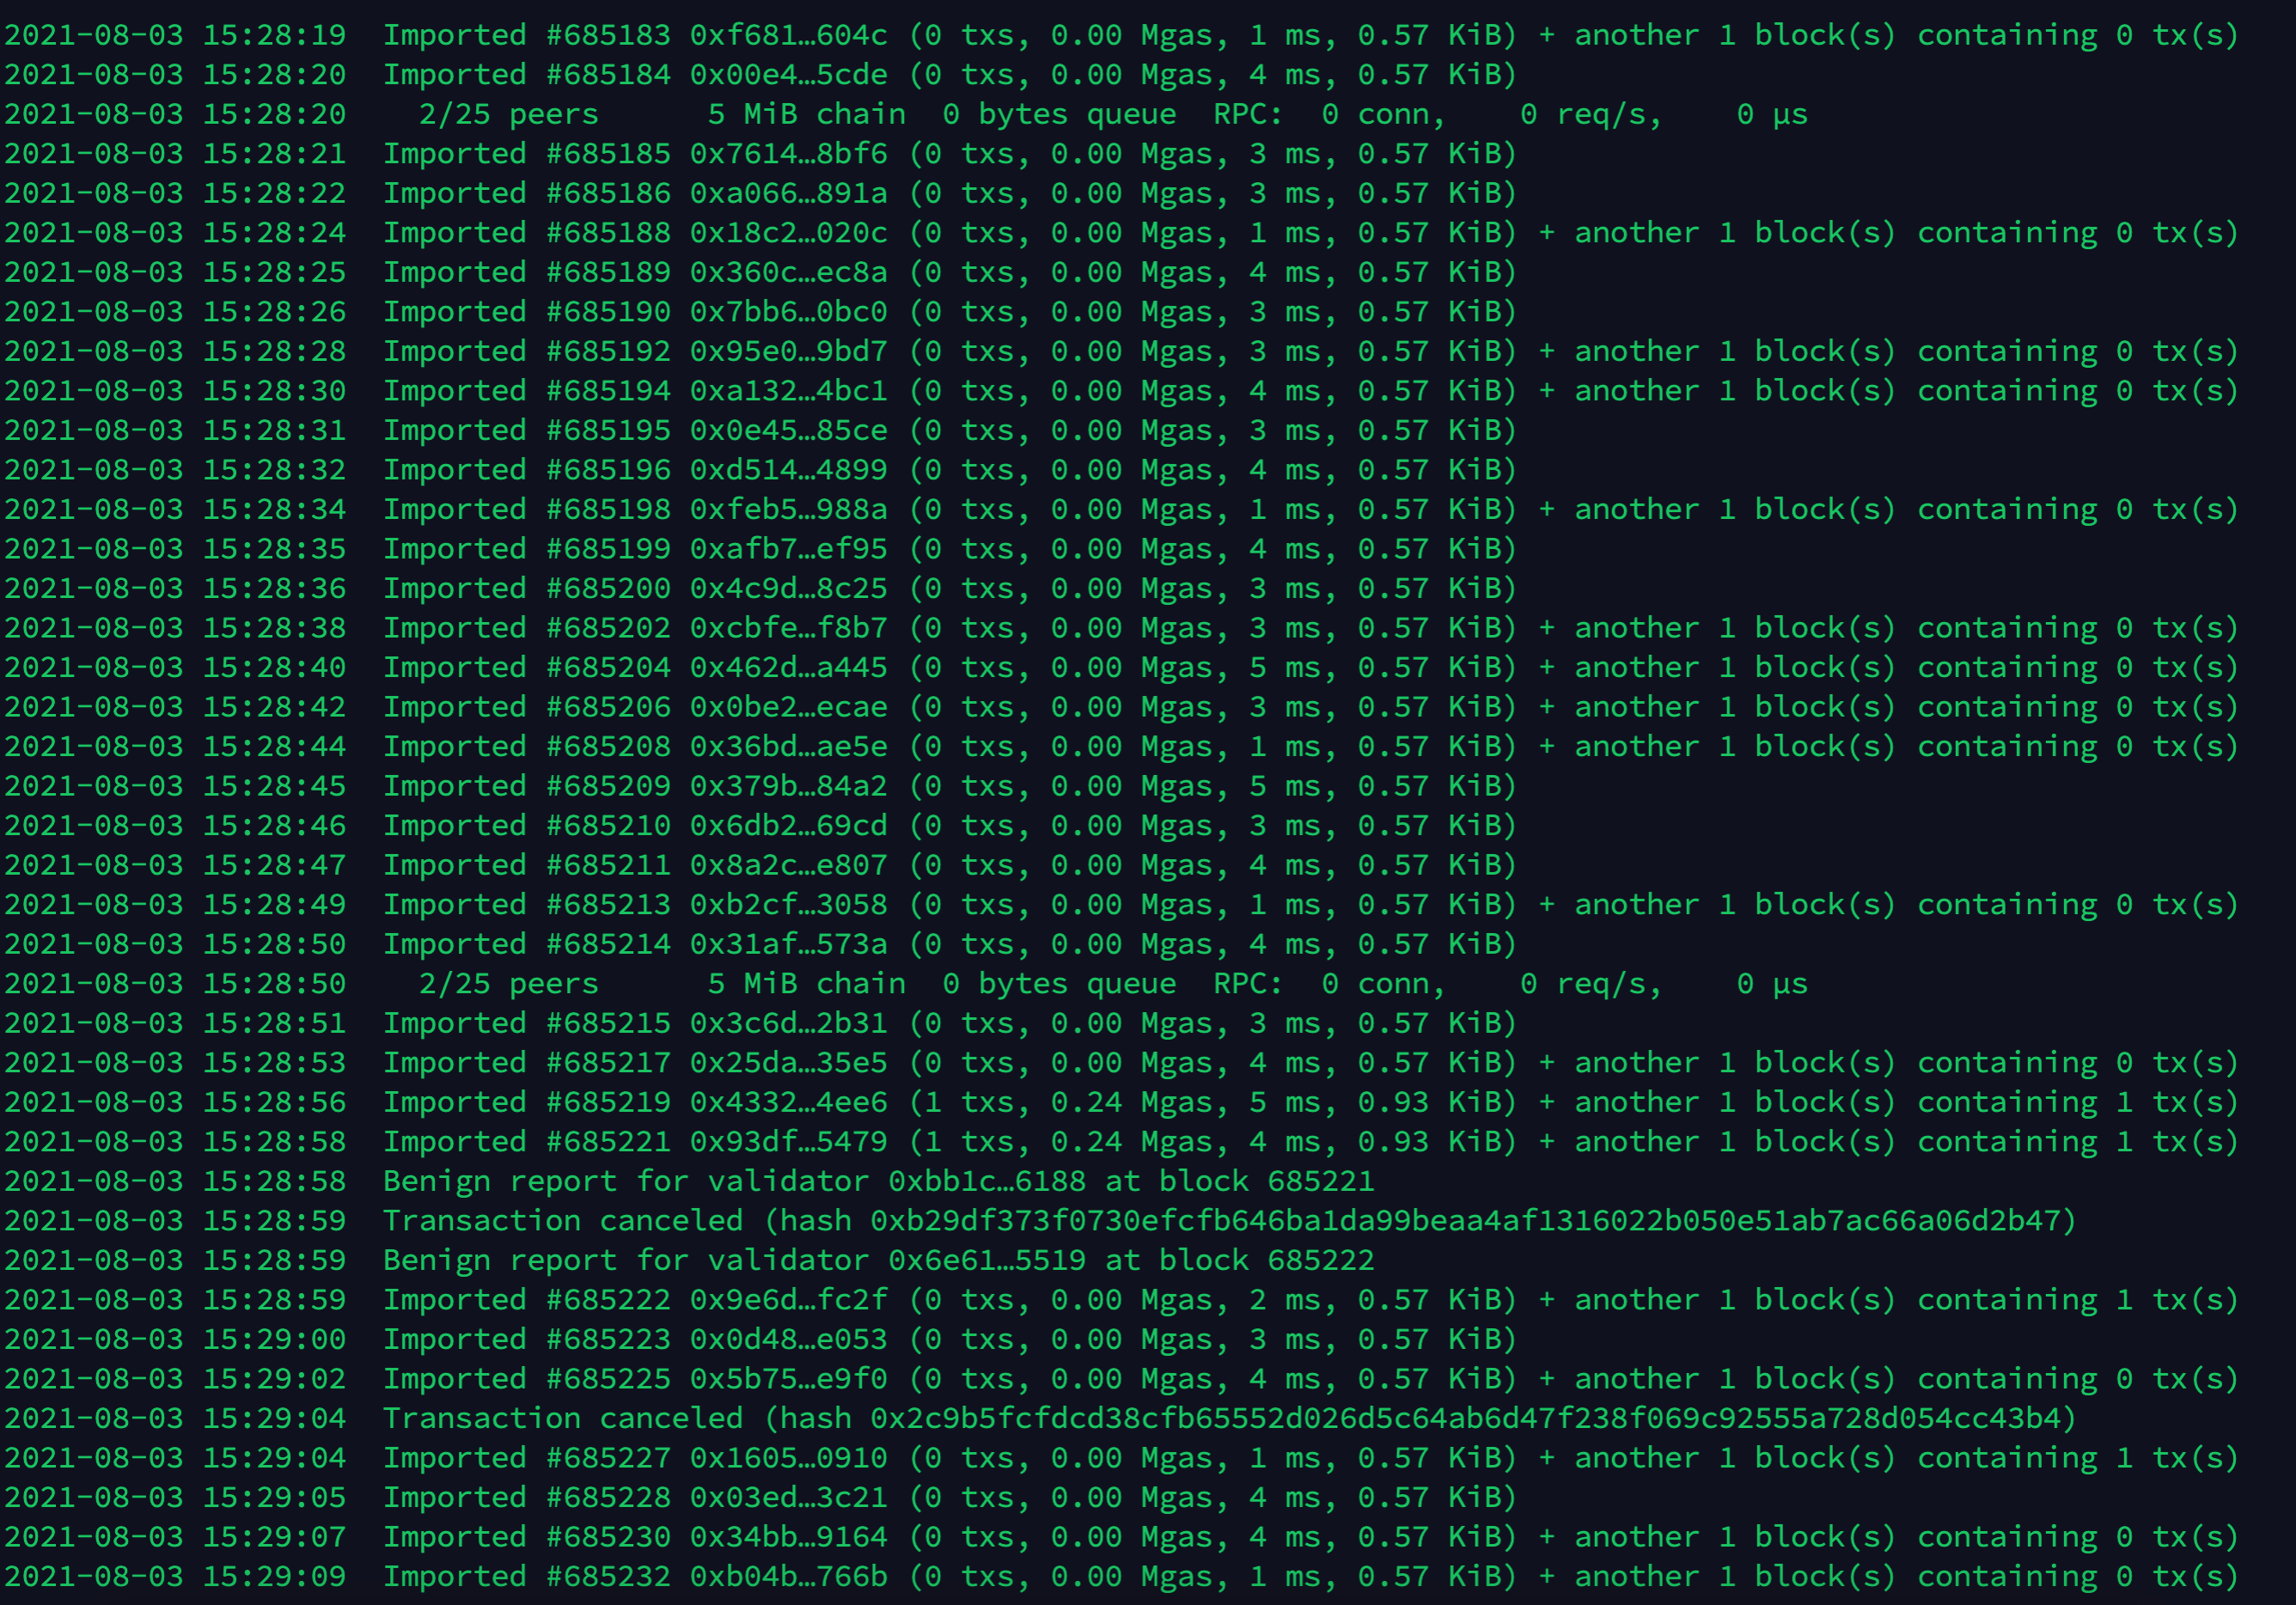 2021-08-03 15:28:19  Imported #685183 0xf681…604c (0 txs, 0.00 Mgas, 1 ms, 0.57 KiB) + another 1 block(s) containing 0 tx(s)
2021-08-03 15:28:20  Imported #685184 0x00e4…5cde (0 txs, 0.00 Mgas, 4 ms, 0.57 KiB)
2021-08-03 15:28:20    2/25 peers      5 MiB chain  0 bytes queue  RPC:  0 conn,    0 req/s,    0 µs
2021-08-03 15:28:21  Imported #685185 0x7614…8bf6 (0 txs, 0.00 Mgas, 3 ms, 0.57 KiB)
2021-08-03 15:28:22  Imported #685186 0xa066…891a (0 txs, 0.00 Mgas, 3 ms, 0.57 KiB)
2021-08-03 15:28:24  Imported #685188 0x18c2…020c (0 txs, 0.00 Mgas, 1 ms, 0.57 KiB) + another 1 block(s) containing 0 tx(s)
2021-08-03 15:28:25  Imported #685189 0x360c…ec8a (0 txs, 0.00 Mgas, 4 ms, 0.57 KiB)
2021-08-03 15:28:26  Imported #685190 0x7bb6…0bc0 (0 txs, 0.00 Mgas, 3 ms, 0.57 KiB)
2021-08-03 15:28:28  Imported #685192 0x95e0…9bd7 (0 txs, 0.00 Mgas, 3 ms, 0.57 KiB) + another 1 block(s) containing 0 tx(s)
2021-08-03 15:28:30  Imported #685194 0xa132…4bc1 (0 txs, 0.00 Mgas, 4 ms, 0.57 KiB) + another 1 block(s) containing 0 tx(s)
2021-08-03 15:28:31  Imported #685195 0x0e45…85ce (0 txs, 0.00 Mgas, 3 ms, 0.57 KiB)
2021-08-03 15:28:32  Imported #685196 0xd514…4899 (0 txs, 0.00 Mgas, 4 ms, 0.57 KiB)
2021-08-03 15:28:34  Imported #685198 0xfeb5…988a (0 txs, 0.00 Mgas, 1 ms, 0.57 KiB) + another 1 block(s) containing 0 tx(s)
2021-08-03 15:28:35  Imported #685199 0xafb7…ef95 (0 txs, 0.00 Mgas, 4 ms, 0.57 KiB)
2021-08-03 15:28:36  Imported #685200 0x4c9d…8c25 (0 txs, 0.00 Mgas, 3 ms, 0.57 KiB)
2021-08-03 15:28:38  Imported #685202 0xcbfe…f8b7 (0 txs, 0.00 Mgas, 3 ms, 0.57 KiB) + another 1 block(s) containing 0 tx(s)
2021-08-03 15:28:40  Imported #685204 0x462d…a445 (0 txs, 0.00 Mgas, 5 ms, 0.57 KiB) + another 1 block(s) containing 0 tx(s)
2021-08-03 15:28:42  Imported #685206 0x0be2…ecae (0 txs, 0.00 Mgas, 3 ms, 0.57 KiB) + another 1 block(s) containing 0 tx(s)
2021-08-03 15:28:44  Imported #685208 0x36bd…ae5e (0 txs, 0.00 Mgas, 1 ms, 0.57 KiB) + another 1 block(s) containing 0 tx(s)
2021-08-03 15:28:45  Imported #685209 0x379b…84a2 (0 txs, 0.00 Mgas, 5 ms, 0.57 KiB)
2021-08-03 15:28:46  Imported #685210 0x6db2…69cd (0 txs, 0.00 Mgas, 3 ms, 0.57 KiB)
2021-08-03 15:28:47  Imported #685211 0x8a2c…e807 (0 txs, 0.00 Mgas, 4 ms, 0.57 KiB)
2021-08-03 15:28:49  Imported #685213 0xb2cf…3058 (0 txs, 0.00 Mgas, 1 ms, 0.57 KiB) + another 1 block(s) containing 0 tx(s)
2021-08-03 15:28:50  Imported #685214 0x31af…573a (0 txs, 0.00 Mgas, 4 ms, 0.57 KiB)
2021-08-03 15:28:50    2/25 peers      5 MiB chain  0 bytes queue  RPC:  0 conn,    0 req/s,    0 µs
2021-08-03 15:28:51  Imported #685215 0x3c6d…2b31 (0 txs, 0.00 Mgas, 3 ms, 0.57 KiB)
2021-08-03 15:28:53  Imported #685217 0x25da…35e5 (0 txs, 0.00 Mgas, 4 ms, 0.57 KiB) + another 1 block(s) containing 0 tx(s)
2021-08-03 15:28:56  Imported #685219 0x4332…4ee6 (1 txs, 0.24 Mgas, 5 ms, 0.93 KiB) + another 1 block(s) containing 1 tx(s)
2021-08-03 15:28:58  Imported #685221 0x93df…5479 (1 txs, 0.24 Mgas, 4 ms, 0.93 KiB) + another 1 block(s) containing 1 tx(s)
2021-08-03 15:28:58  Benign report for validator 0xbb1c…6188 at block 685221
2021-08-03 15:28:59  Transaction canceled (hash 0xb29df373f0730efcfb646ba1da99beaa4af1316022b050e51ab7ac66a06d2b47)
2021-08-03 15:28:59  Benign report for validator 0x6e61…5519 at block 685222
2021-08-03 15:28:59  Imported #685222 0x9e6d…fc2f (0 txs, 0.00 Mgas, 2 ms, 0.57 KiB) + another 1 block(s) containing 1 tx(s)
2021-08-03 15:29:00  Imported #685223 0x0d48…e053 (0 txs, 0.00 Mgas, 3 ms, 0.57 KiB)
2021-08-03 15:29:02  Imported #685225 0x5b75…e9f0 (0 txs, 0.00 Mgas, 4 ms, 0.57 KiB) + another 1 block(s) containing 0 tx(s)
2021-08-03 15:29:04  Transaction canceled (hash 0x2c9b5fcfdcd38cfb65552d026d5c64ab6d47f238f069c92555a728d054cc43b4)
2021-08-03 15:29:04  Imported #685227 0x1605…0910 (0 txs, 0.00 Mgas, 1 ms, 0.57 KiB) + another 1 block(s) containing 1 tx(s)
2021-08-03 15:29:05  Imported #685228 0x03ed…3c21 (0 txs, 0.00 Mgas, 4 ms, 0.57 KiB)
2021-08-03 15:29:07  Imported #685230 0x34bb…9164 (0 txs, 0.00 Mgas, 4 ms, 0.57 KiB) + another 1 block(s) containing 0 tx(s)
2021-08-03 15:29:09  Imported #685232 0xb04b…766b (0 txs, 0.00 Mgas, 1 ms, 0.57 KiB) + another 1 block(s) containing 0 tx(s)